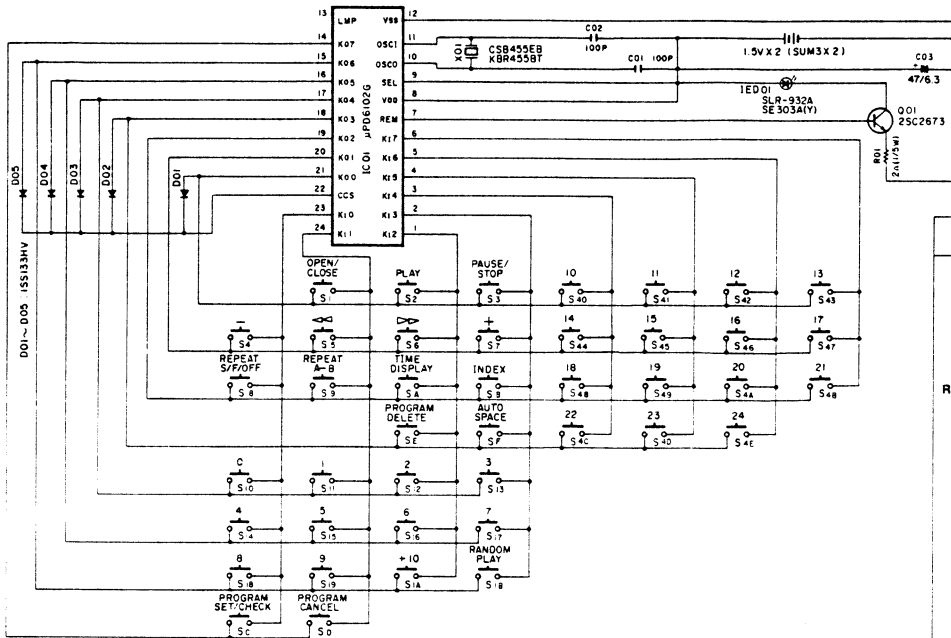 13 LMP VSS 12
14 K07 OSCI 11
15 K06 OSCO 10
16 K05 SEL 9
17 K04 VDD 8
18 K03 REM 7
19 K02 KI7 6
20 K01 KI6 5
21 K00 KI5 4
22 CCS KI4 3
23 KI0 KI3 2
24 KI1 KI2 1
μPD6102G
IC01
X01
CSB455EB
KBR455BT
C02
100P
C01 100P
1.5V X 2 (SUM3 X 2)
C03
47/6.3
+
IED01
SLR-932A
SE303A(Y)
Q01
2SC2673
R01
2Ω(1/5W)
D05
D04
D03
D02
D01
D01~D05 : 1SS133HV
OPEN/
CLOSE
PLAY
PAUSE/
STOP
10 11 12 13
S1 S2 S3 S40 S41 S42 S43
− ◁◁ ▷▷ + 14 15 16 17
S4 S5 S6 S7 S44 S45 S46 S47
REPEAT
S/F/OFF
REPEAT
A-B
TIME
DISPLAY
INDEX
18 19 20 21
S8 S9 SA SB S48 S49 S4A S4B
PROGRAM
DELETE
AUTO
SPACE
22 23 24
SE SF S4C S4D S4E
0 1 2 3
S10 S11 S12 S13
4 5 6 7
S14 S15 S16 S17
8 9 +10
RANDOM
PLAY
S18 S19 S1A S1B
PROGRAM
SET/CHECK
PROGRAM
CANCEL
SC SD
R